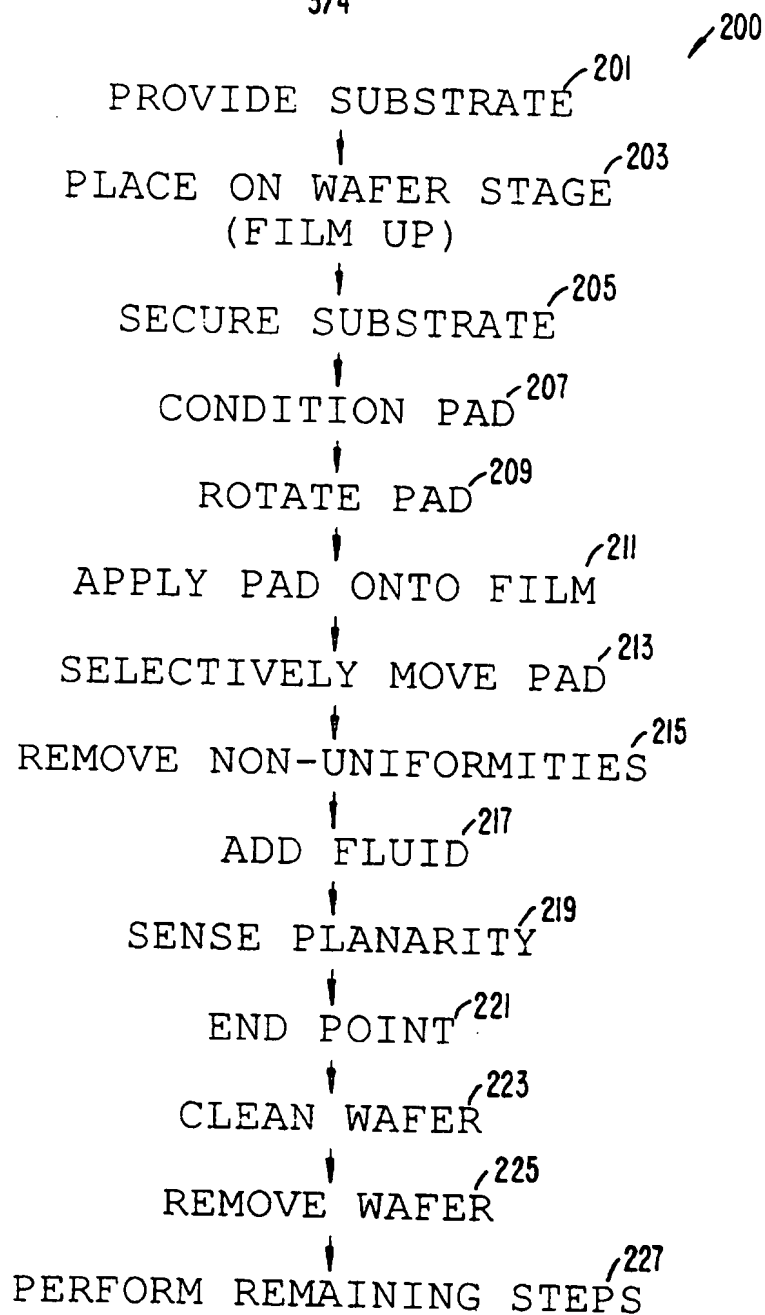 3/4
200
PROVIDE SUBSTRATE 201
PLACE ON WAFER STAGE 203
(FILM UP)
SECURE SUBSTRATE 205
CONDITION PAD 207
ROTATE PAD 209
APPLY PAD ONTO FILM 211
SELECTIVELY MOVE PAD 213
REMOVE NON-UNIFORMITIES 215
ADD FLUID 217
SENSE PLANARITY 219
END POINT 221
CLEAN WAFER 223
REMOVE WAFER 225
PERFORM REMAINING STEPS 227